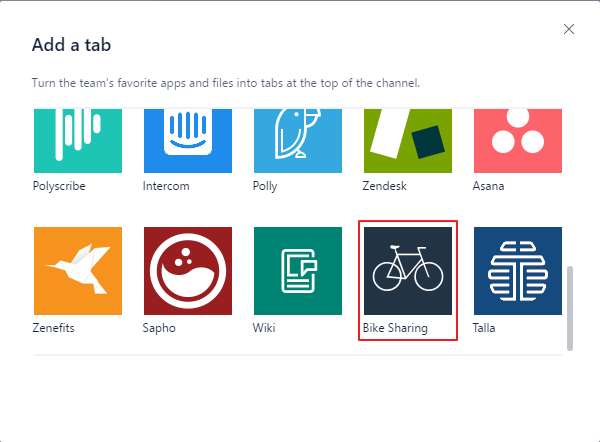 Add a tab
Turn the team's favorite apps and files into tabs at the top of the channel.
Polyscribe Intercom Polly Zendesk Asana
Zenefits Sapho Wiki Bike Sharing Talla